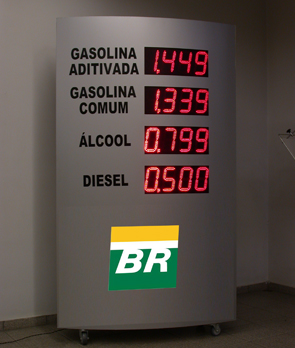 GASOLINA
ADITIVADA 1,449
GASOLINA
COMUM 1,339
ÁLCOOL 0.799
DIESEL 0,500
BR